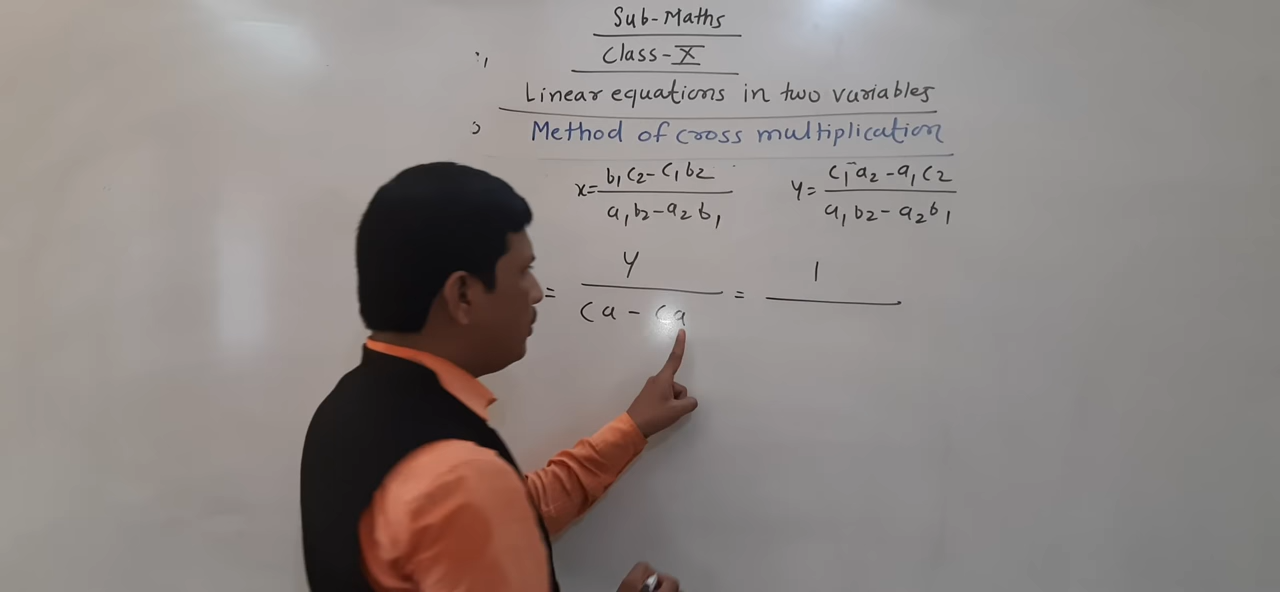 Sub-Maths
Class-X
Linear equations in two variables
Method of cross multiplication
x = b₁c₂ - c₁b₂ / a₁b₂ - a₂b₁
y = c₁a₂ - a₁c₂ / a₁b₂ - a₂b₁
= y / ca - ca = 1 /